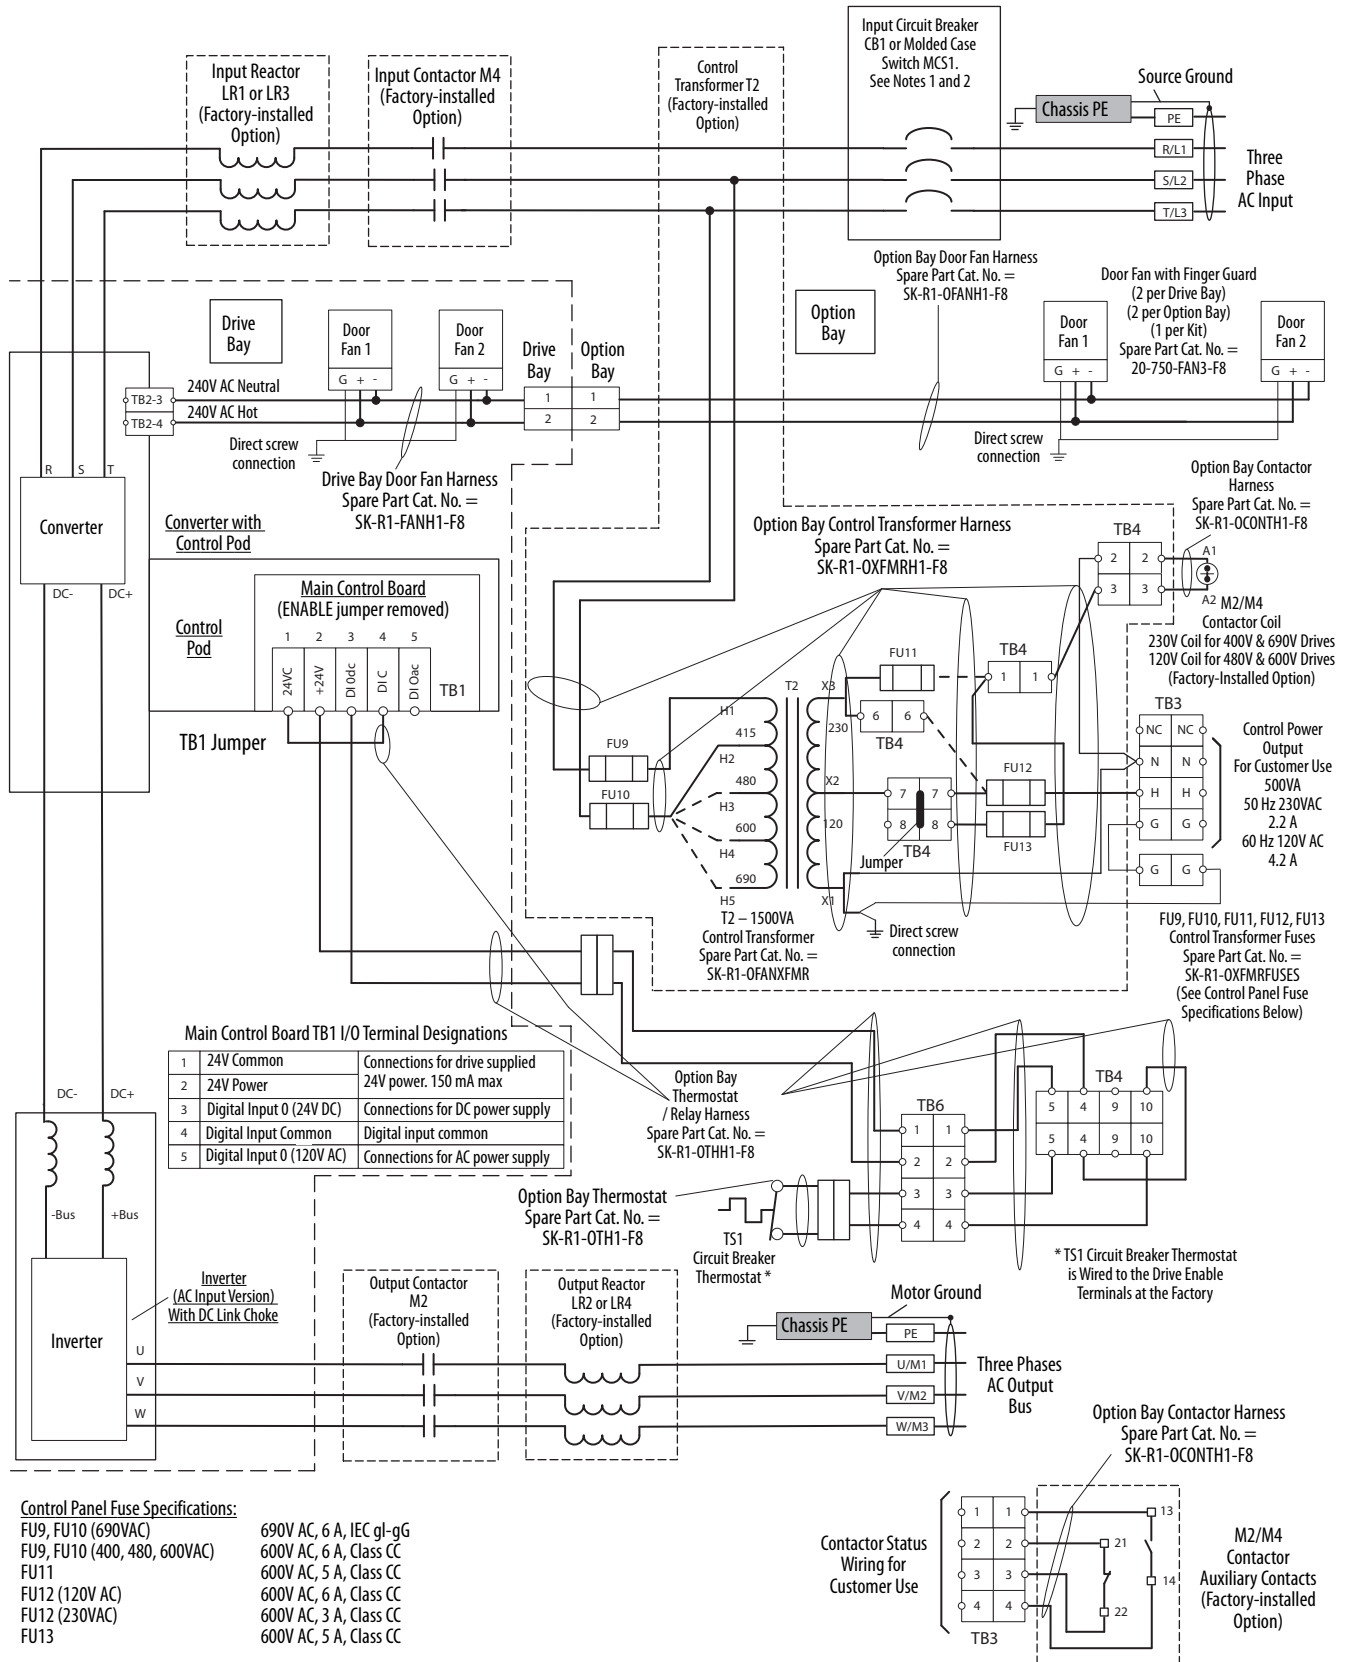 Input Circuit Breaker
CB1 or Molded Case
Switch MCS1.
See Notes 1 and 2
Input Reactor
LR1 or LR3
(Factory-installed
Option)
Input Contactor M4
(Factory-installed
Option)
Control
Transformer T2
(Factory-installed
Option)
Source Ground
Chassis PE
PE
R/L1
S/L2
T/L3
Three
Phase
AC Input
Option Bay Door Fan Harness
Spare Part Cat. No. =
SK-R1-OFANH1-F8
Door Fan with Finger Guard
(2 per Drive Bay)
(2 per Option Bay)
(1 per Kit)
Spare Part Cat. No. =
20-750-FAN3-F8
Drive
Bay
Door
Fan 1
G + -
Door
Fan 2
G + -
Drive
Bay
Option
Bay
1 1
2 2
Option
Bay
Door
Fan 1
G + -
Door
Fan 2
G + -
TB2-3
240V AC Neutral
TB2-4
240V AC Hot
Direct screw
connection
Drive Bay Door Fan Harness
Spare Part Cat. No. =
SK-R1-FANH1-F8
Direct screw
connection
Option Bay Contactor
Harness
Spare Part Cat. No. =
SK-R1-OCONTH1-F8
R S T
Converter
DC- DC+
Converter with
Control Pod
Control
Pod
Main Control Board
(ENABLE jumper removed)
1 2 3 4 5
24VC
+24V
DI 0dc
DI C
DI Oac
TB1
TB1 Jumper
Option Bay Control Transformer Harness
Spare Part Cat. No. =
SK-R1-OXFMRH1-F8
TB4
2 2
3 3
A1
A2
M2/M4
Contactor Coil
230V Coil for 400V & 690V Drives
120V Coil for 480V & 600V Drives
(Factory-Installed Option)
FU11
TB4
1 1
T2
X3
H1
415
H2
480
H3
600
H4
690
H5
230
X2
120
X1
6 6
TB4
7 7
8 8
TB4
Jumper
FU9
FU10
FU12
FU13
TB3
NC NC
N N
H H
G G
G G
Control Power
Output
For Customer Use
500VA
50 Hz 230VAC
2.2 A
60 Hz 120V AC
4.2 A
T2 – 1500VA
Control Transformer
Spare Part Cat. No. =
SK-R1-OFANXFMR
Direct screw
connection
FU9, FU10, FU11, FU12, FU13
Control Transformer Fuses
Spare Part Cat. No. =
SK-R1-OXFMRFUSES
(See Control Panel Fuse
Specifications Below)
Main Control Board TB1 I/O Terminal Designations
1 24V Common Connections for drive supplied
2 24V Power 24V power. 150 mA max
3 Digital Input 0 (24V DC) Connections for DC power supply
4 Digital Input Common Digital input common
5 Digital Input 0 (120V AC) Connections for AC power supply
Option Bay
Thermostat
/ Relay Harness
Spare Part Cat. No. =
SK-R1-OTHH1-F8
TB6
1 1
2 2
3 3
4 4
TB4
5 4 9 10
5 4 9 10
DC- DC+
-Bus +Bus
Option Bay Thermostat
Spare Part Cat. No. =
SK-R1-OTH1-F8
TS1
Circuit Breaker
Thermostat *
* TS1 Circuit Breaker Thermostat
is Wired to the Drive Enable
Terminals at the Factory
Inverter
(AC Input Version)
With DC Link Choke
Inverter
U
V
W
Output Contactor
M2
(Factory-installed
Option)
Output Reactor
LR2 or LR4
(Factory-installed
Option)
Motor Ground
Chassis PE
PE
U/M1
V/M2
W/M3
Three Phases
AC Output
Bus
Option Bay Contactor Harness
Spare Part Cat. No. =
SK-R1-OCONTH1-F8
Control Panel Fuse Specifications:
FU9, FU10 (690VAC) 690V AC, 6 A, IEC gl-gG
FU9, FU10 (400, 480, 600VAC) 600V AC, 6 A, Class CC
FU11 600V AC, 5 A, Class CC
FU12 (120V AC) 600V AC, 6 A, Class CC
FU12 (230VAC) 600V AC, 3 A, Class CC
FU13 600V AC, 5 A, Class CC
Contactor Status
Wiring for
Customer Use
1 1
2 2
3 3
4 4
TB3
13
21
14
22
M2/M4
Contactor
Auxiliary Contacts
(Factory-installed
Option)